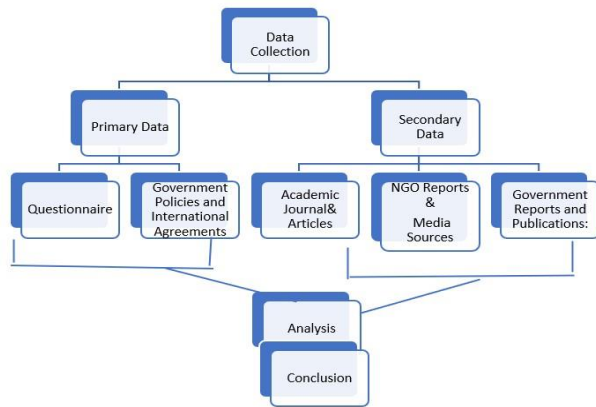 Data
Collection
Primary Data
Secondary
Data
Questionnaire
Government
Policies and
International
Agreements
Academic
Journal&
Articles
NGO Reports
&
Media
Sources
Government
Reports and
Publications:
Analysis
Conclusion